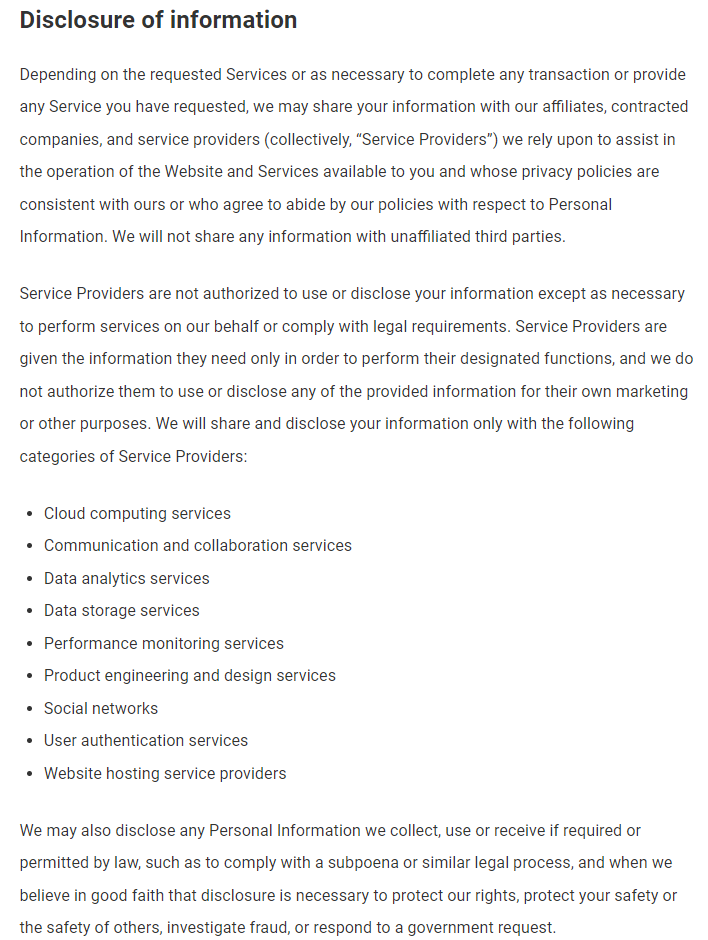 Disclosure of information
Depending on the requested Services or as necessary to complete any transaction or provide
any Service you have requested, we may share your information with our affiliates, contracted
companies, and service providers (collectively, “Service Providers”) we rely upon to assist in
the operation of the Website and Services available to you and whose privacy policies are
consistent with ours or who agree to abide by our policies with respect to Personal
Information. We will not share any information with unaffiliated third parties.
Service Providers are not authorized to use or disclose your information except as necessary
to perform services on our behalf or comply with legal requirements. Service Providers are
given the information they need only in order to perform their designated functions, and we do
not authorize them to use or disclose any of the provided information for their own marketing
or other purposes. We will share and disclose your information only with the following
categories of Service Providers:
• Cloud computing services
• Communication and collaboration services
• Data analytics services
• Data storage services
• Performance monitoring services
• Product engineering and design services
• Social networks
• User authentication services
• Website hosting service providers
We may also disclose any Personal Information we collect, use or receive if required or
permitted by law, such as to comply with a subpoena or similar legal process, and when we
believe in good faith that disclosure is necessary to protect our rights, protect your safety or
the safety of others, investigate fraud, or respond to a government request.